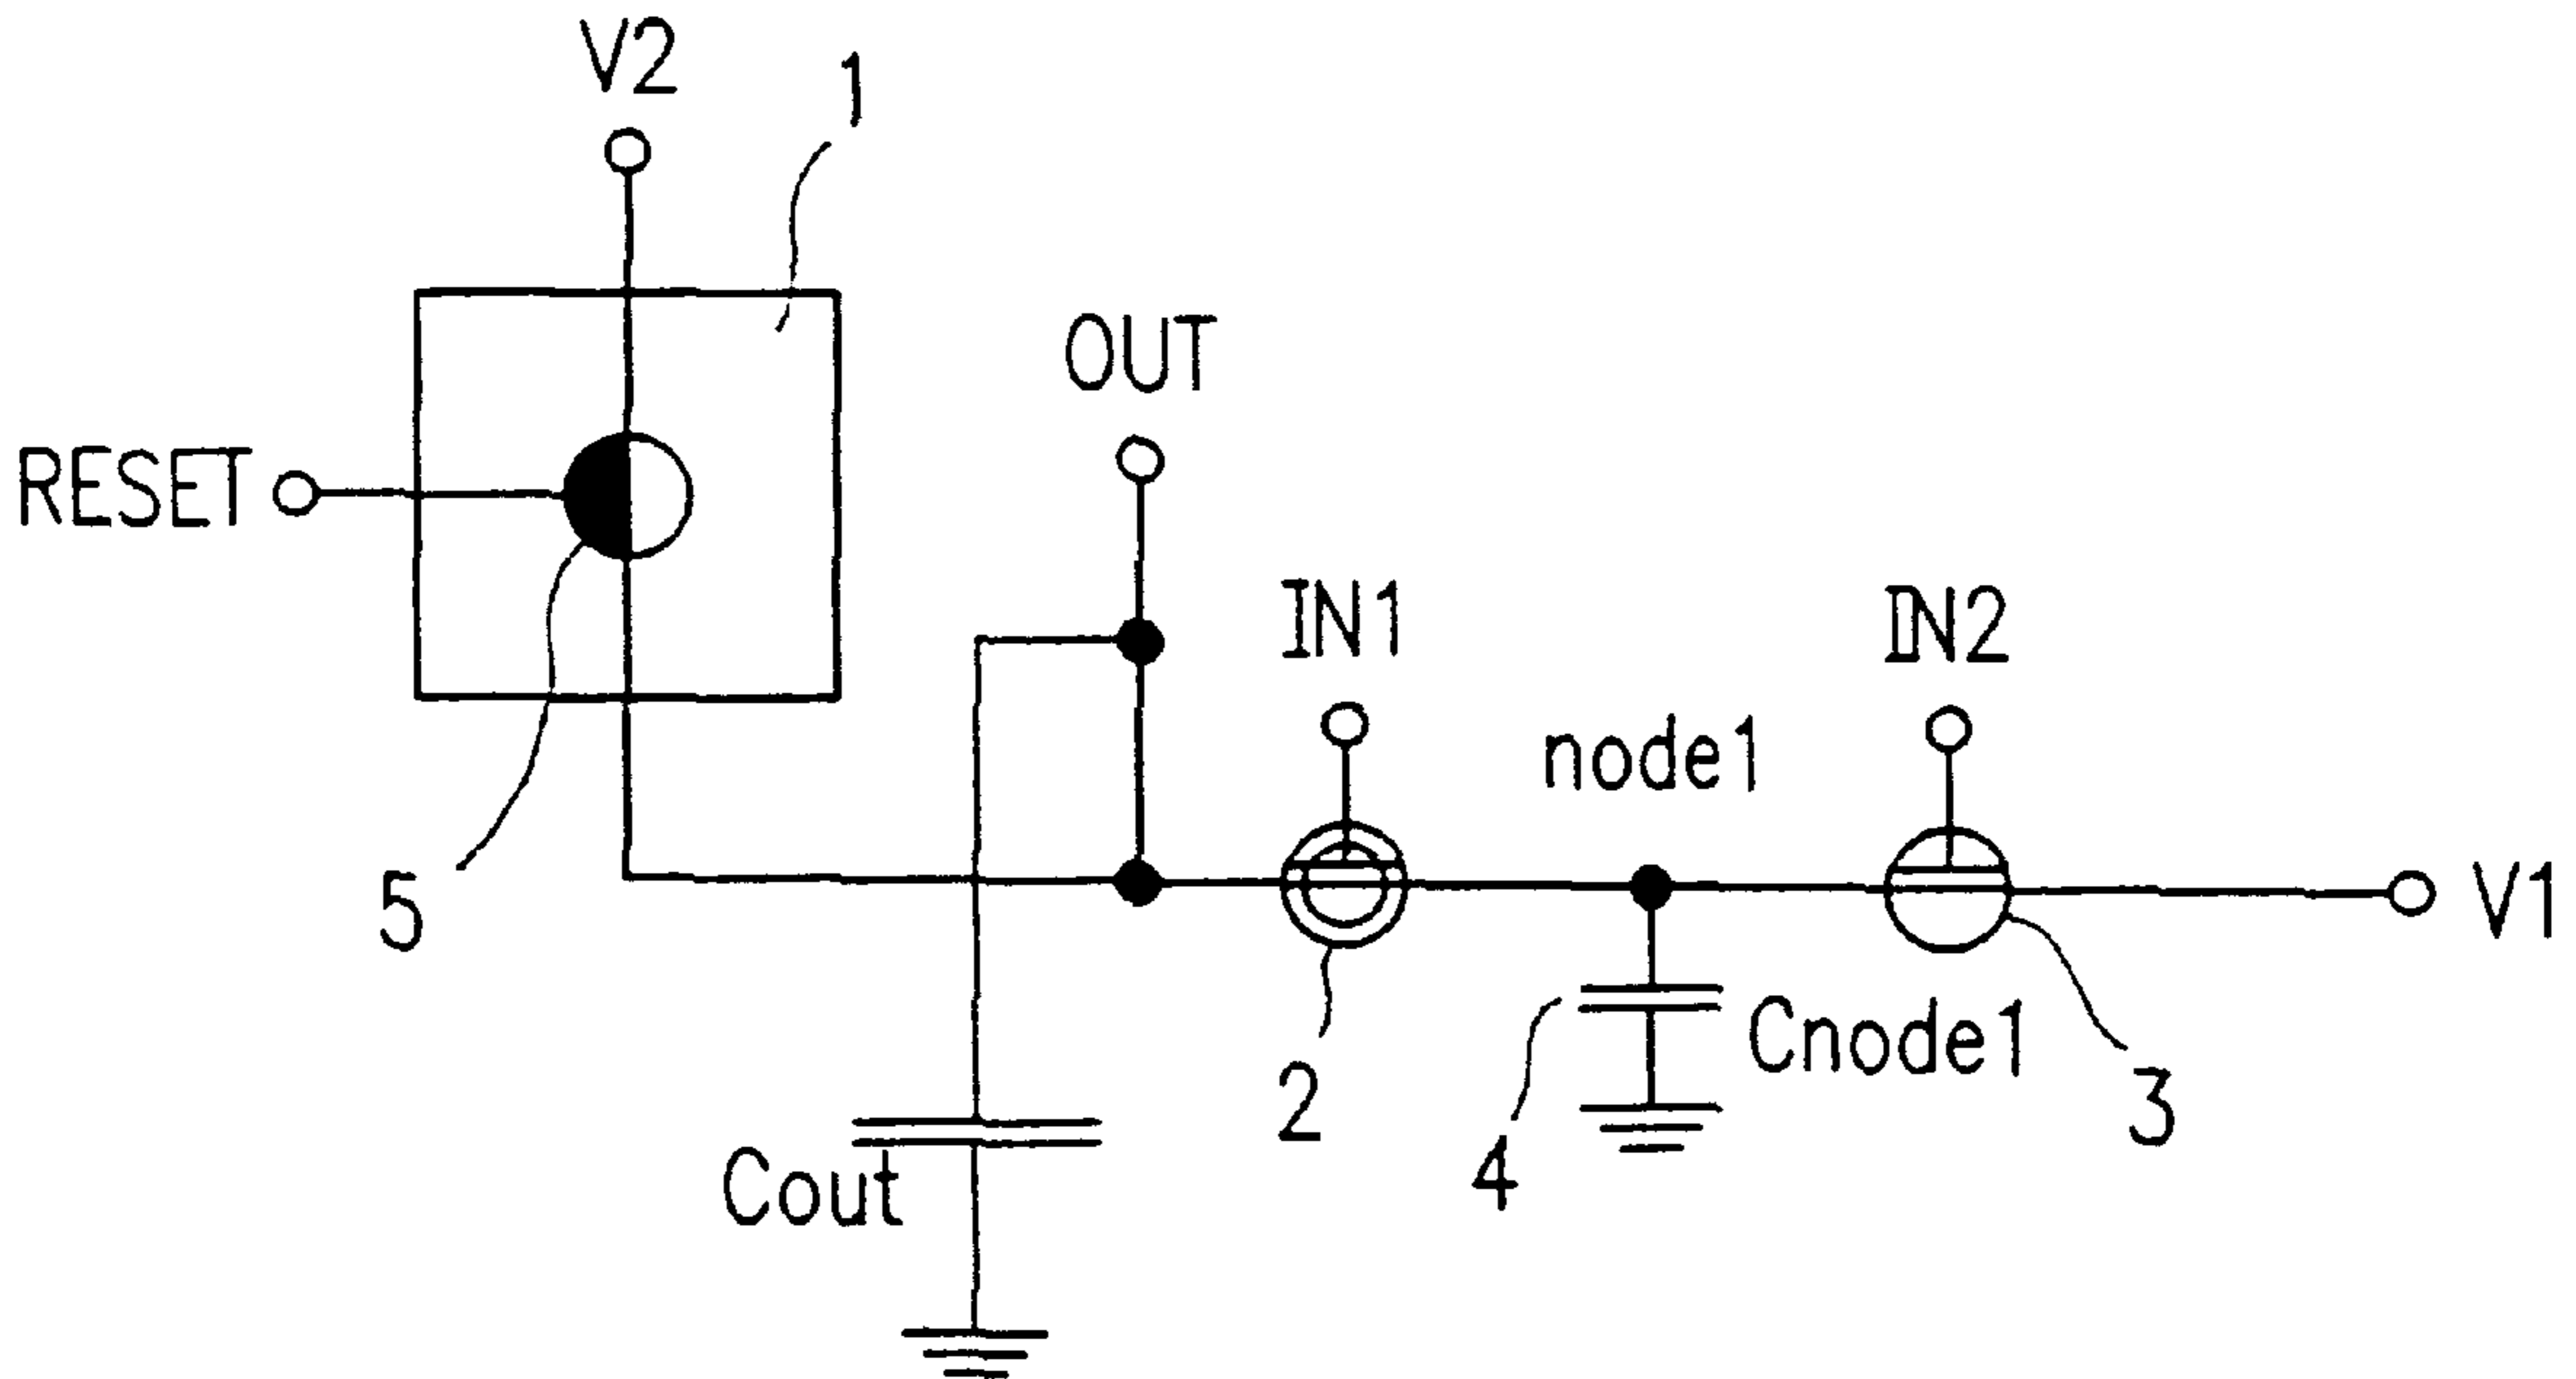 V2
1
OUT
RESET
IN1
IN2
node1
V1
5
2
Cnode1
3
4
Cout